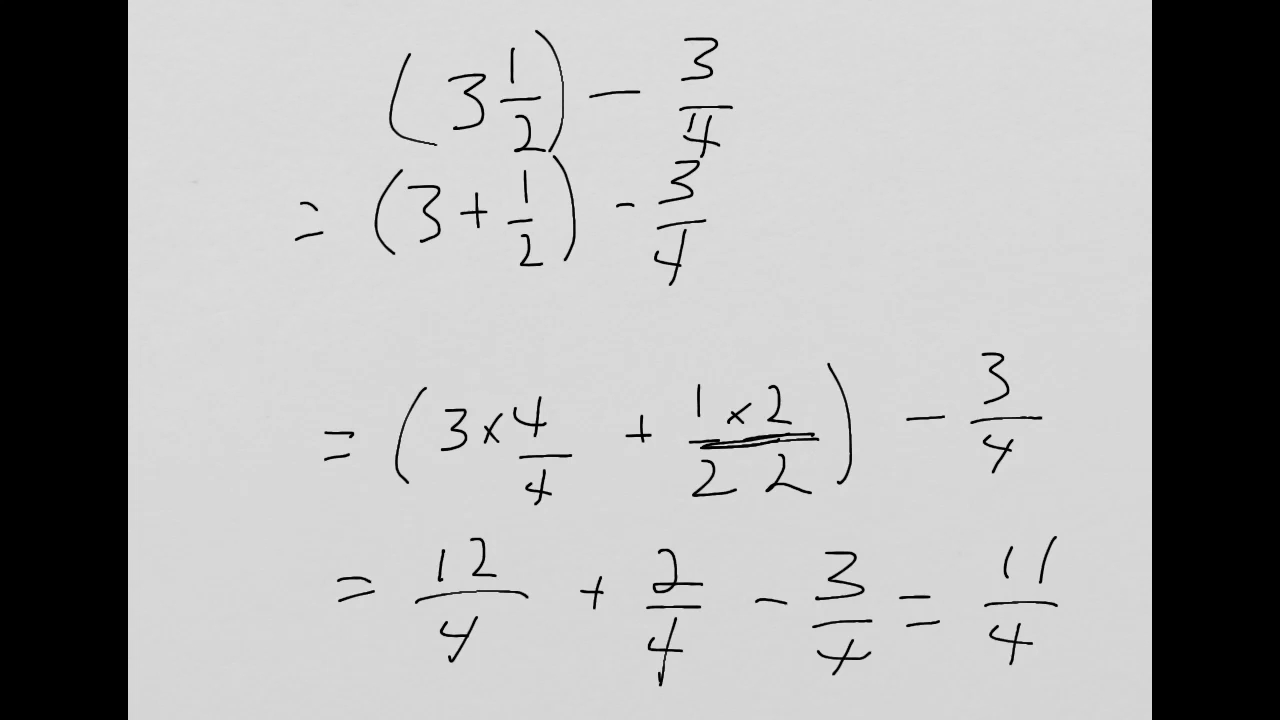 (3 1/2) - 3/4
= (3 + 1/2) - 3/4
= (3 × 4/4 + 1/2 × 2/2) - 3/4
= 12/4 + 2/4 - 3/4 = 11/4